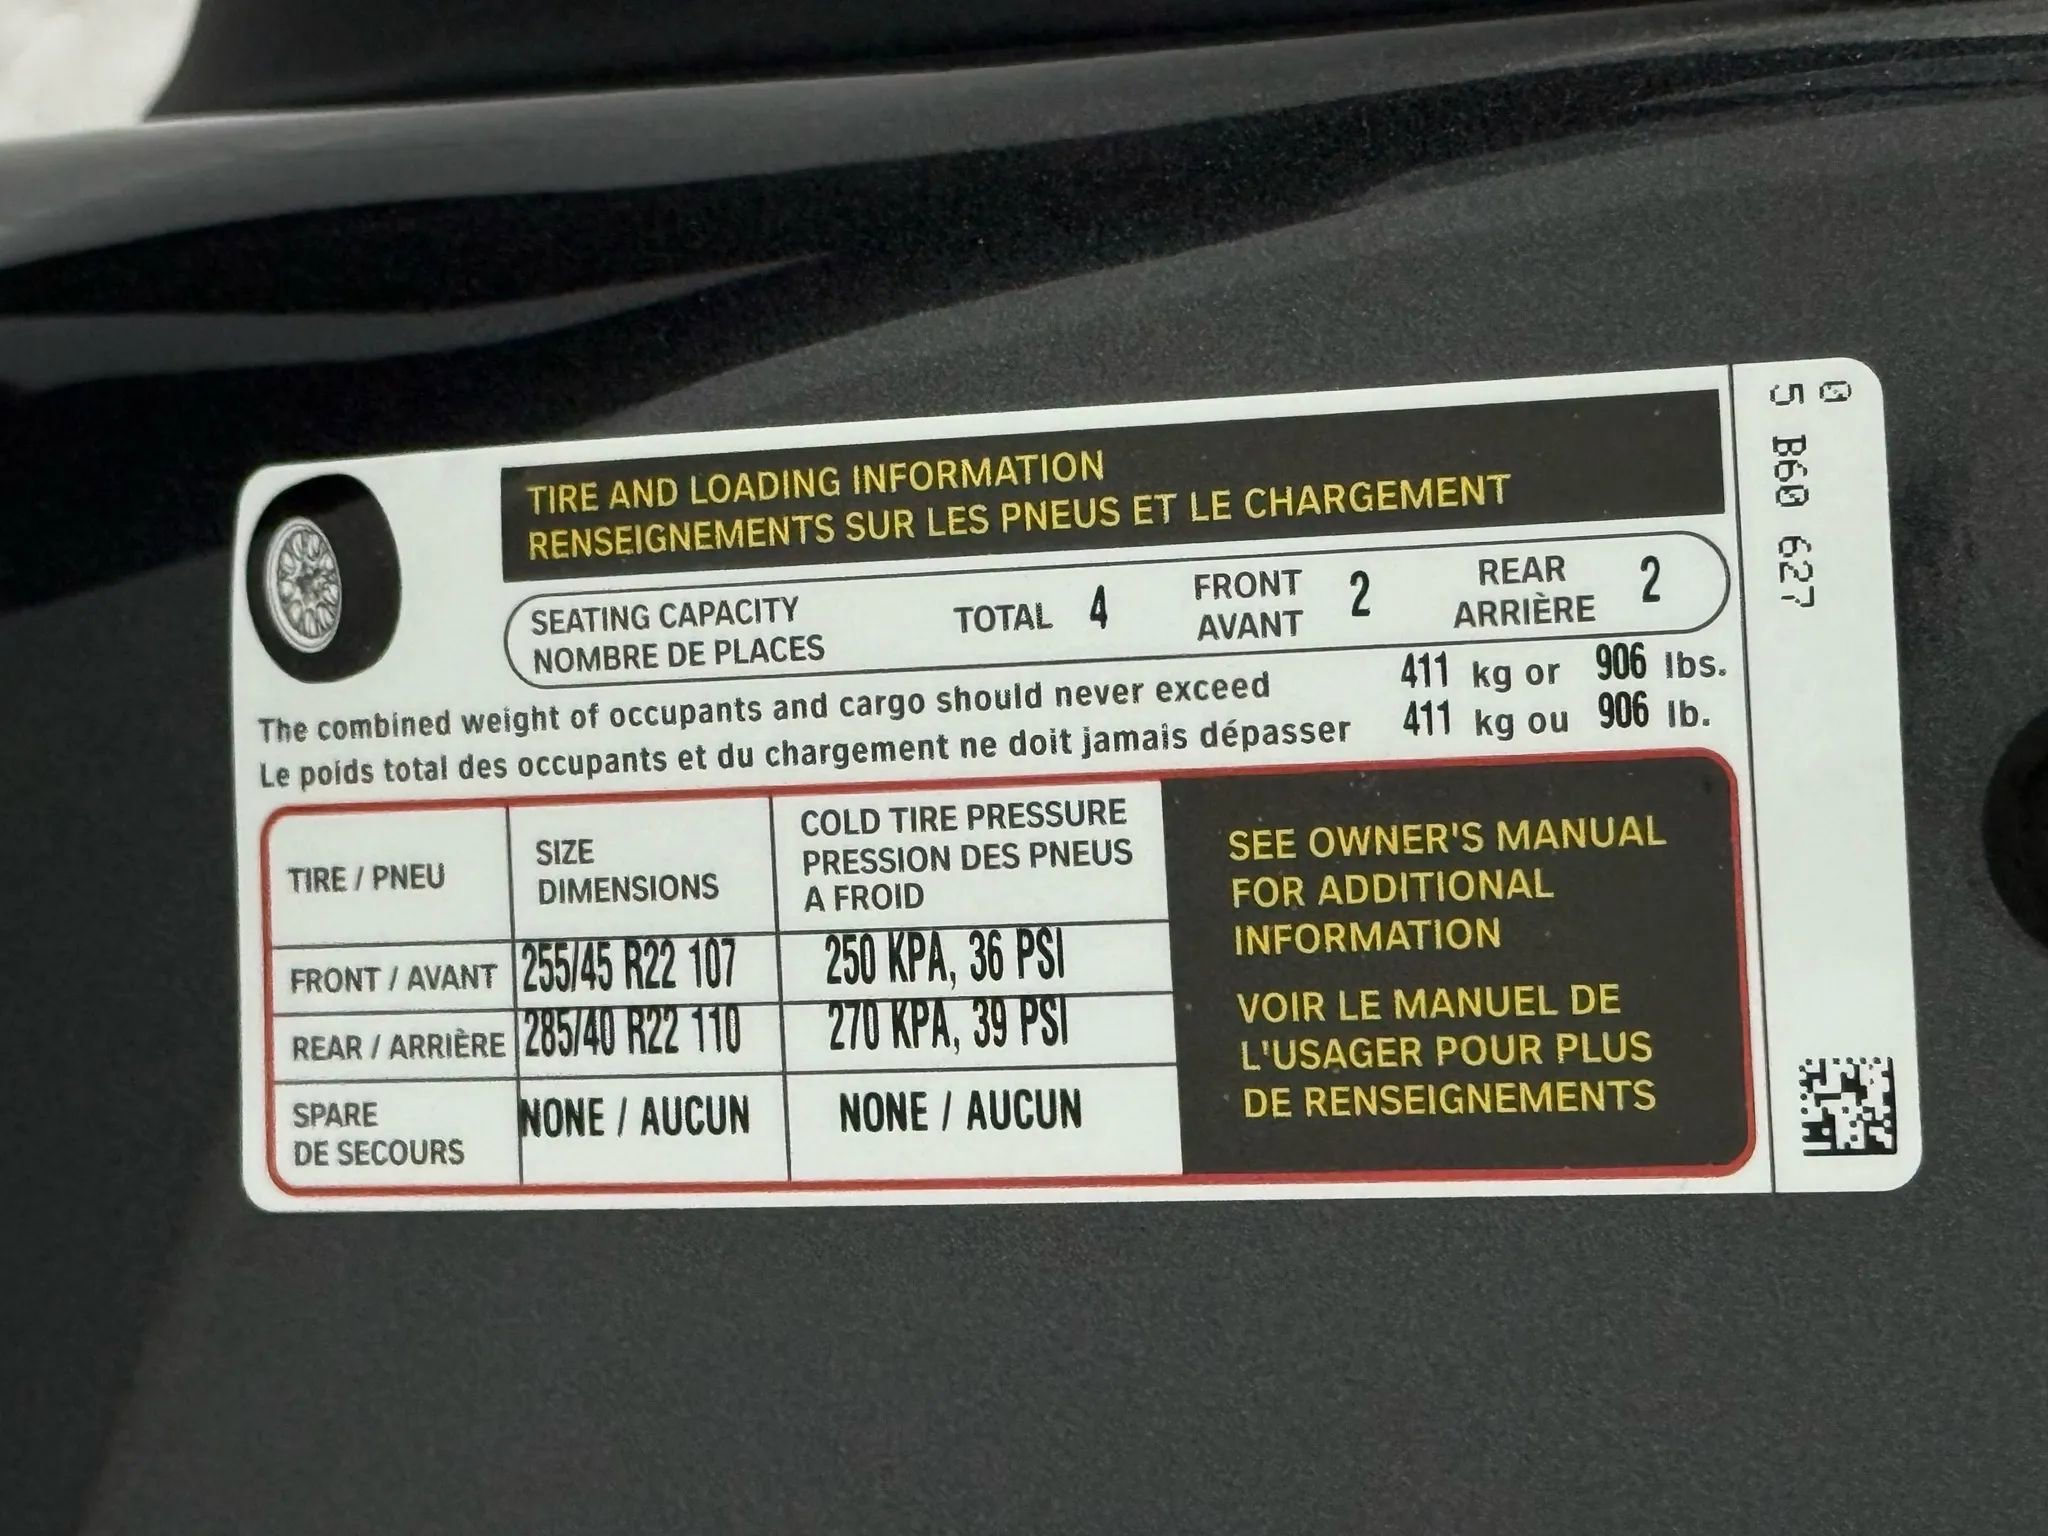 TIRE AND LOADING INFORMATION
RENSEIGNEMENTS SUR LES PNEUS ET LE CHARGEMENT
SEATING CAPACITY
NOMBRE DE PLACES
TOTAL 4
FRONT
AVANT
2
REAR
ARRIÈRE
2
The combined weight of occupants and cargo should never exceed 411 kg or 906 lbs.
Le poids total des occupants et du chargement ne doit jamais dépasser 411 kg ou 906 lb.
TIRE / PNEU
SIZE
DIMENSIONS
COLD TIRE PRESSURE
PRESSION DES PNEUS
A FROID
FRONT / AVANT 255/45 R22 107 250 KPA, 36 PSI
REAR / ARRIÈRE 285/40 R22 110 270 KPA, 39 PSI
SPARE
DE SECOURS
NONE / AUCUN NONE / AUCUN
SEE OWNER'S MANUAL
FOR ADDITIONAL
INFORMATION
VOIR LE MANUEL DE
L'USAGER POUR PLUS
DE RENSEIGNEMENTS
0
5 B60 627